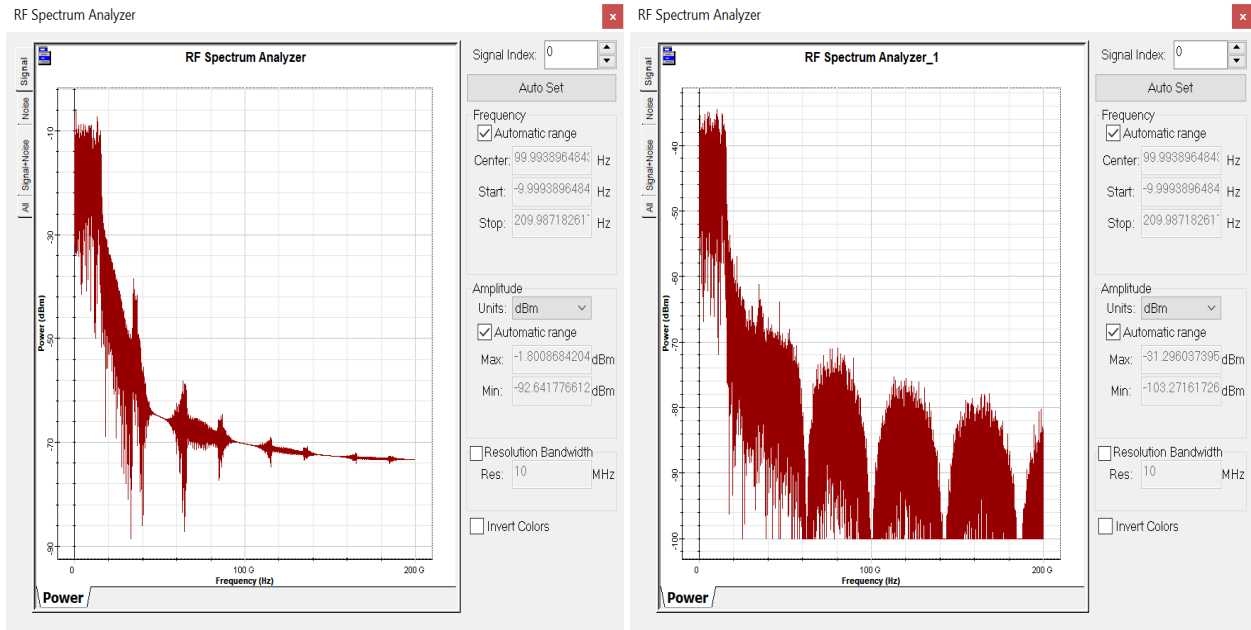 RF Spectrum Analyzer
x
RF Spectrum Analyzer
Signal
Noise
Signal+Noise
All
Power (dBm)
-10
-30
-50
-70
-90
0
100 G
200 G
Frequency (Hz)
Power
Signal Index: 0
Auto Set
Frequency
Automatic range
Center: 99.9938964843 Hz
Start: -9.9993896484 Hz
Stop: 209.98718261 Hz
Amplitude
Units: dBm
Automatic range
Max: -1.8008684204 dBm
Min: -92.641776612 dBm
Resolution Bandwidth
Res: 10 MHz
Invert Colors
RF Spectrum Analyzer
x
RF Spectrum Analyzer_1
Signal
Noise
Signal+Noise
All
Power (dBm)
-40
-50
-60
-70
-80
-90
-100
0
100 G
200 G
Frequency (Hz)
Power
Signal Index: 0
Auto Set
Frequency
Automatic range
Center: 99.9938964843 Hz
Start: -9.9993896484 Hz
Stop: 209.98718261 Hz
Amplitude
Units: dBm
Automatic range
Max: -31.296037395 dBm
Min: -103.27161726 dBm
Resolution Bandwidth
Res: 10 MHz
Invert Colors